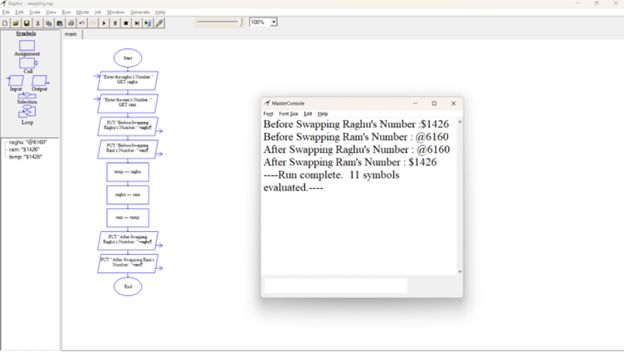 Raptor - swapping.rap
File Edit Scale View Run Mode Ink Window Generate Help
100%
Symbols
Assignment
Call
Input Output
Selection
Loop
raghu: "@6160"
ram: "$1426"
temp: "$1426"
main
Start
"Enter the raghu's Number :"
GET raghu
"Enter the ram's Number :"
GET ram
PUT "Before Swapping
Raghu's Number :"+raghu¶
PUT "Before Swapping
Ram's Number : "+ram¶
temp ← raghu
raghu ← ram
ram ← temp
PUT "After Swapping
Raghu's Number : "+raghu¶
PUT "After Swapping Ram's
Number : "+ram¶
End
MasterConsole
Font Font Size Edit Help
Before Swapping Raghu's Number :$1426
Before Swapping Ram's Number : @6160
After Swapping Raghu's Number : @6160
After Swapping Ram's Number : $1426
----Run complete. 11 symbols
evaluated.----